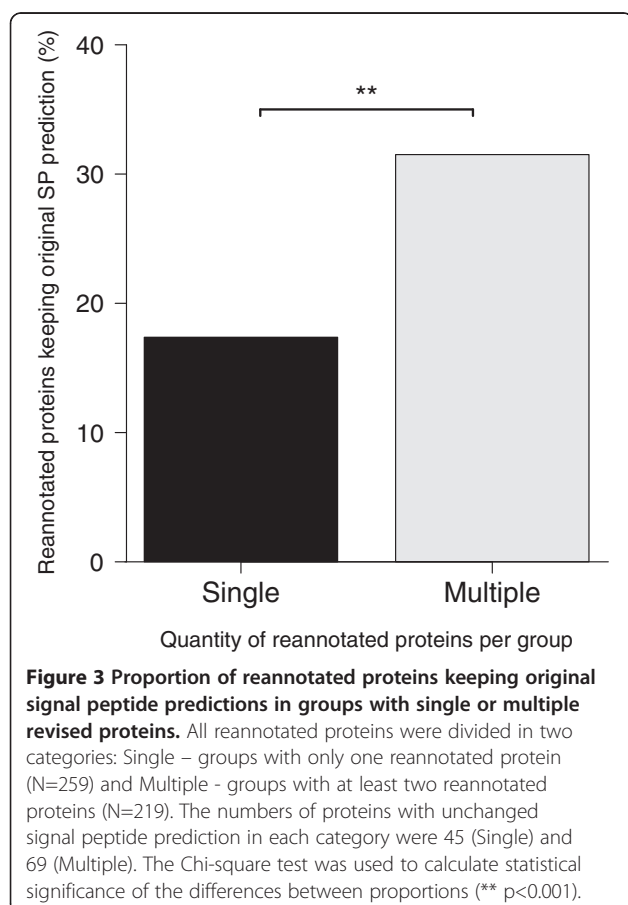 Reannotated proteins keeping original SP prediction (%)
40
30
20
10
0
**
Single
Multiple
Quantity of reannotated proteins per group
Figure 3 Proportion of reannotated proteins keeping original
signal peptide predictions in groups with single or multiple
revised proteins. All reannotated proteins were divided in two
categories: Single – groups with only one reannotated protein
(N=259) and Multiple - groups with at least two reannotated
proteins (N=219). The numbers of proteins with unchanged
signal peptide prediction in each category were 45 (Single) and
69 (Multiple). The Chi-square test was used to calculate statistical
significance of the differences between proportions (** p<0.001).